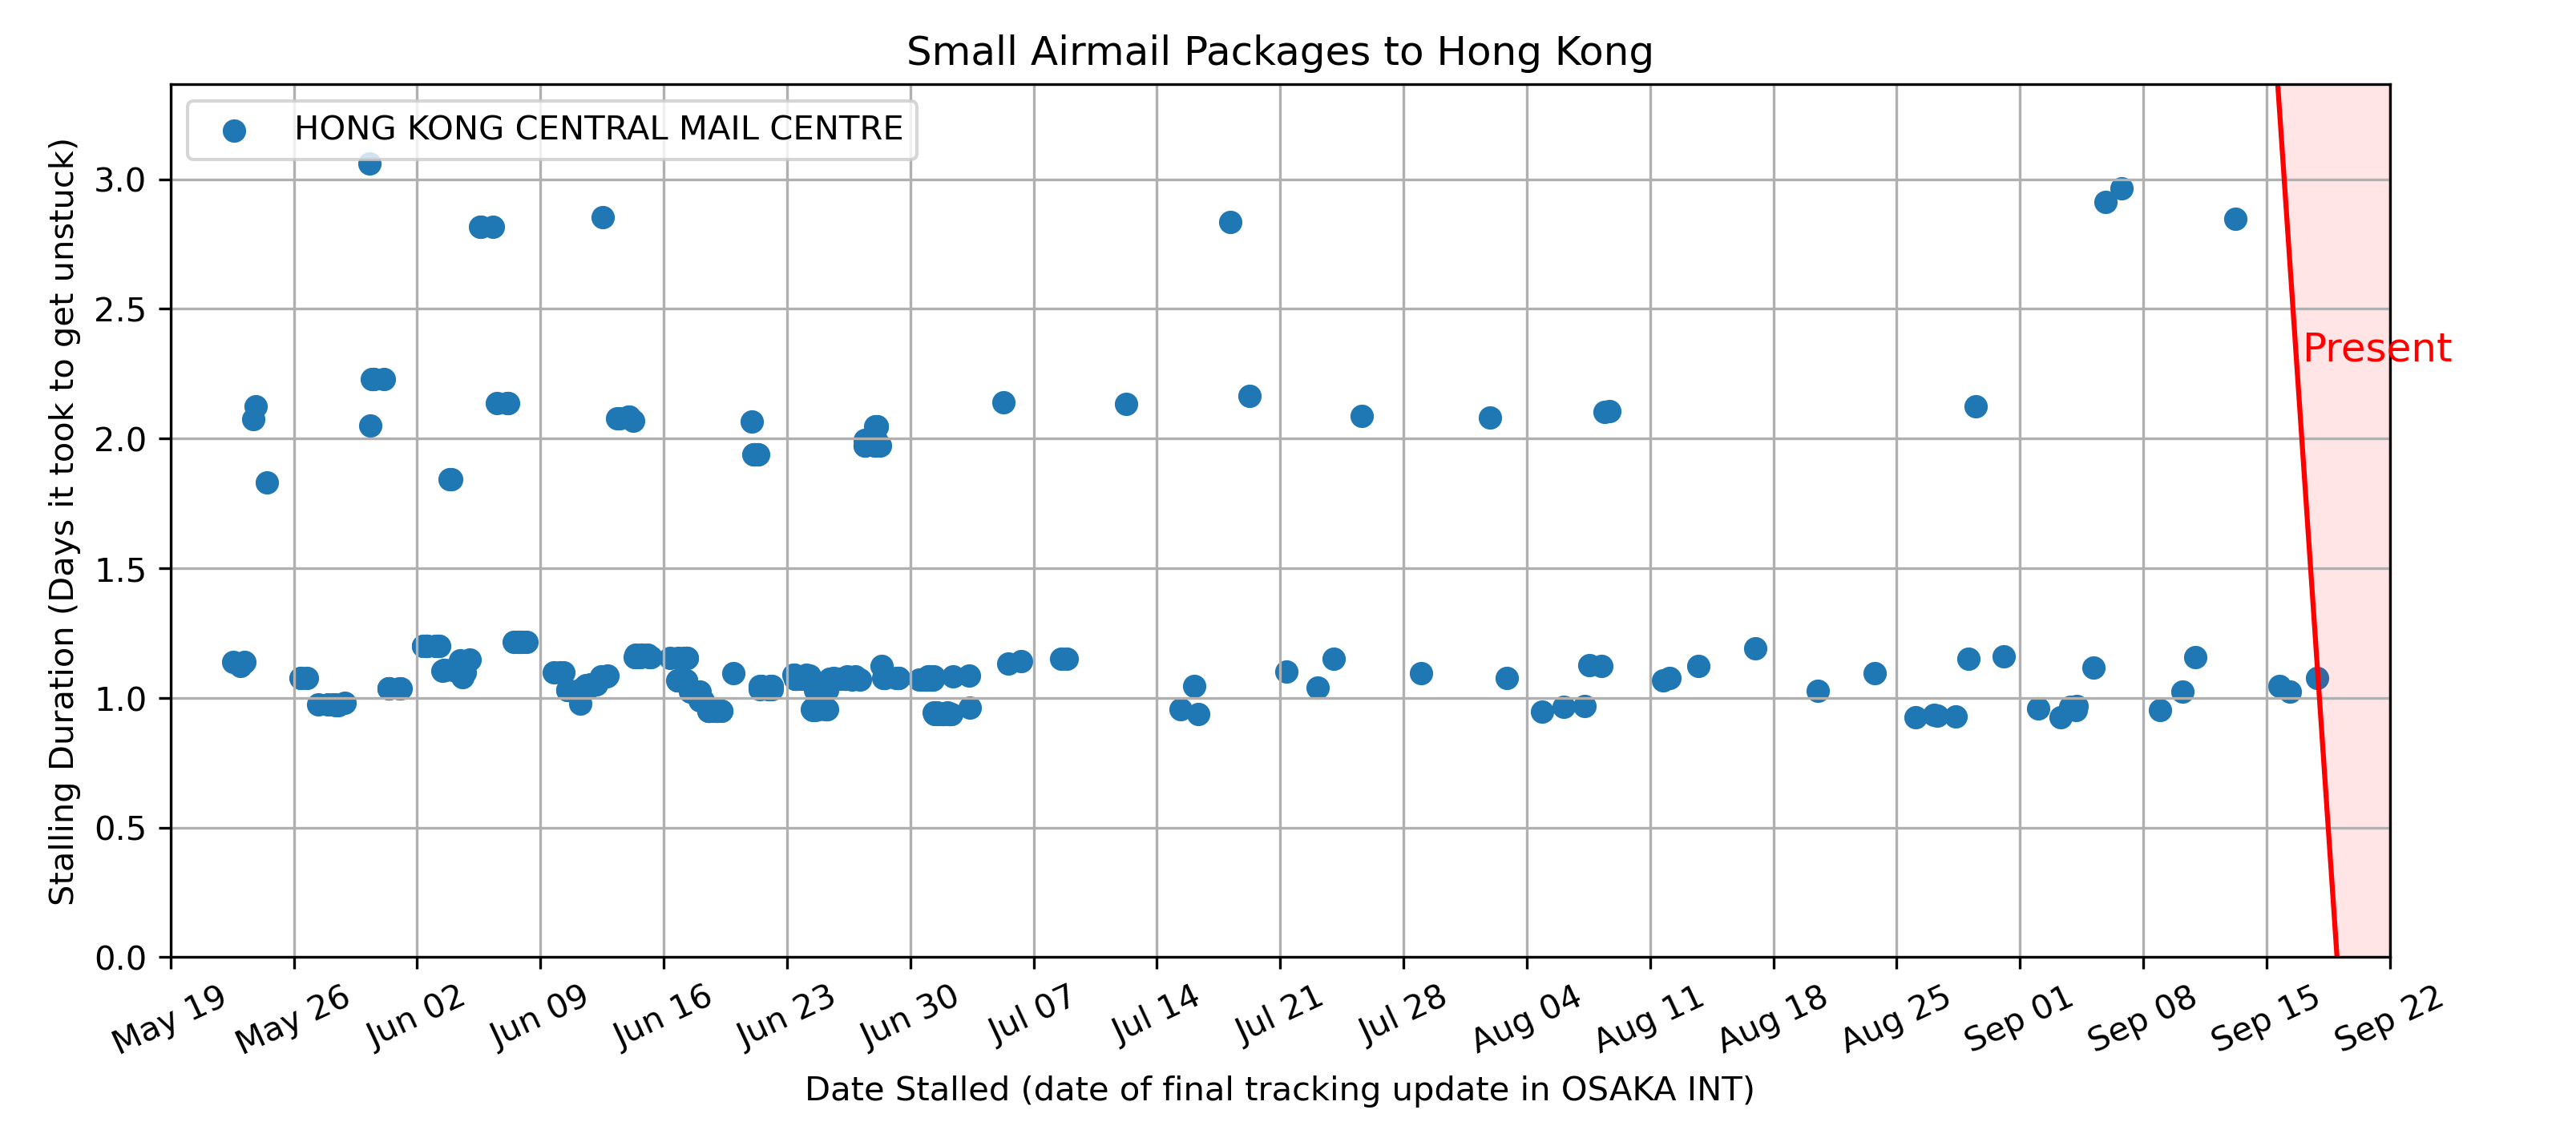 Small Airmail Packages to Hong Kong
HONG KONG CENTRAL MAIL CENTRE
Stalling Duration (Days it took to get unstuck)
3.0
2.5
2.0
1.5
1.0
0.5
0.0
Present
May 19
May 26
Jun 02
Jun 09
Jun 16
Jun 23
Jun 30
Jul 07
Jul 14
Jul 21
Jul 28
Aug 04
Aug 11
Aug 18
Aug 25
Sep 01
Sep 08
Sep 15
Sep 22
Date Stalled (date of final tracking update in OSAKA INT)